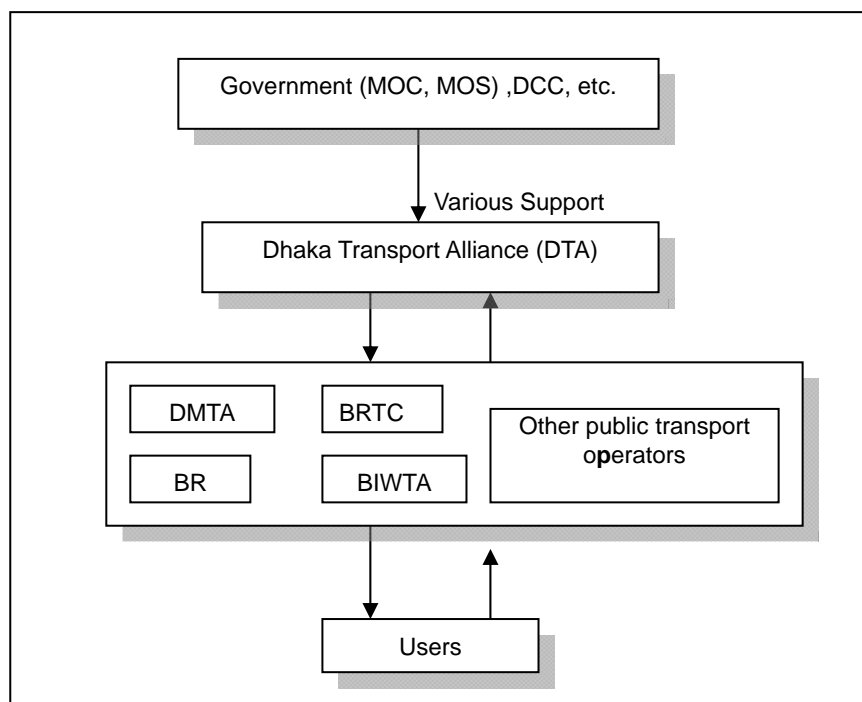 Government (MOC, MOS) ,DCC, etc.
Various Support
Dhaka Transport Alliance (DTA)
DMTA
BRTC
Other public transport
operators
BR
BIWTA
Users